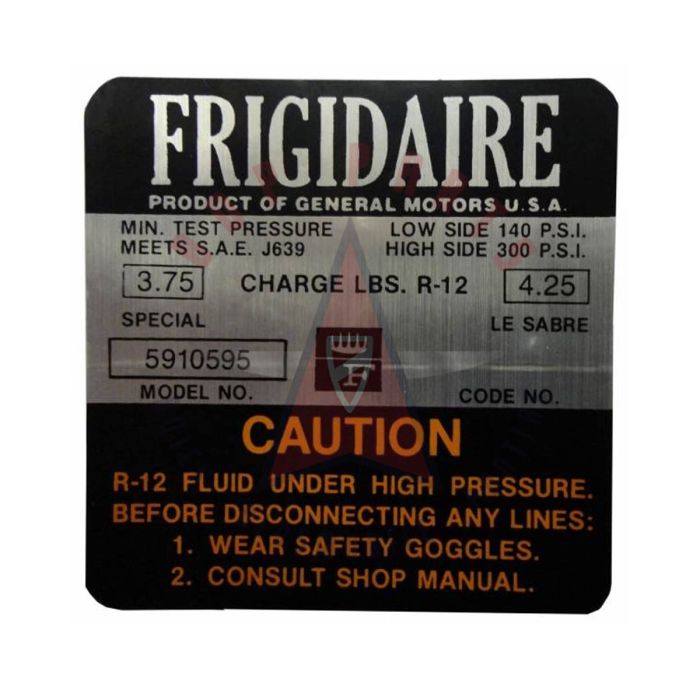 FRIGIDAIRE
PRODUCT OF GENERAL MOTORS U.S.A.
MIN. TEST PRESSURE LOW SIDE 140 P.S.I.
MEETS S.A.E. J639 HIGH SIDE 300 P.S.I.
3.75 CHARGE LBS. R-12 4.25
SPECIAL LE SABRE
5910595 F
MODEL NO. CODE NO.
CAUTION
R-12 FLUID UNDER HIGH PRESSURE.
BEFORE DISCONNECTING ANY LINES:
1. WEAR SAFETY GOGGLES.
2. CONSULT SHOP MANUAL.